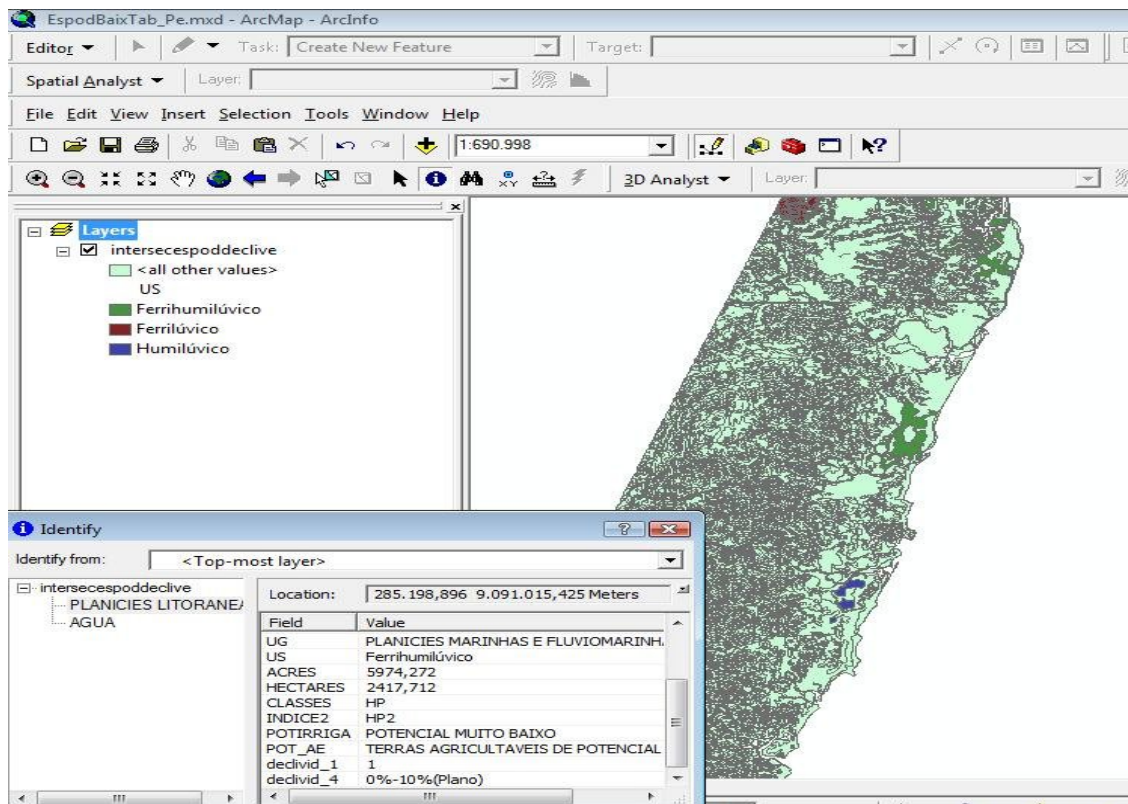 EspodBaixTab_Pe.mxd - ArcMap - ArcInfo
Editor Task: Create New Feature Target:
Spatial Analyst Layer:
File Edit View Insert Selection Tools Window Help
1:690.998
3D Analyst Layer:
Layers
intersecespoddeclive
<all other values>
US
Ferrihumilúvico
Ferrilúvico
Humilúvico
Identify
Identify from: <Top-most layer>
intersecespoddeclive
PLANICIES LITORANEA
AGUA
Location: 285.198,896 9.091.015,425 Meters
Field Value
UG PLANICIES MARINHAS E FLUVIOMARINHA
US Ferrihumilúvico
ACRES 5974,272
HECTARES 2417,712
CLASSES HP
INDICE2 HP2
POTIRRIGA POTENCIAL MUITO BAIXO
POT_AE TERRAS AGRICULTAVEIS DE POTENCIAL
declivid_1 1
declivid_4 0%-10%(Plano)